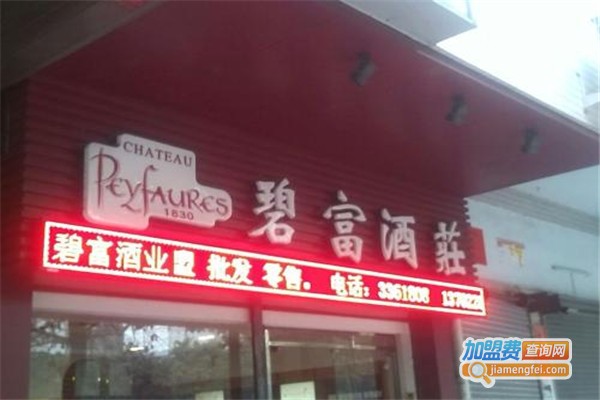 CHATEAU
PEYFAURES
1830
碧富酒莊
碧富酒业盟 批发 零售. 电话: 3361808
加盟费查询网
jiamengfei.com